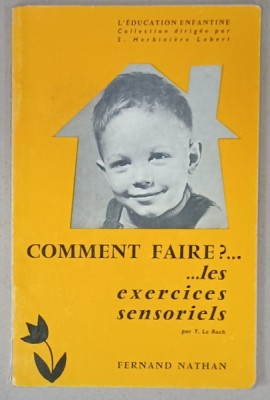 L'ÉDUCATION ENFANTINE
Collection dirigée par
S. Herbinière Lebert
COMMENT FAIRE?...
...les
exercices
sensoriels
par Y. Le Bach
FERNAND NATHAN